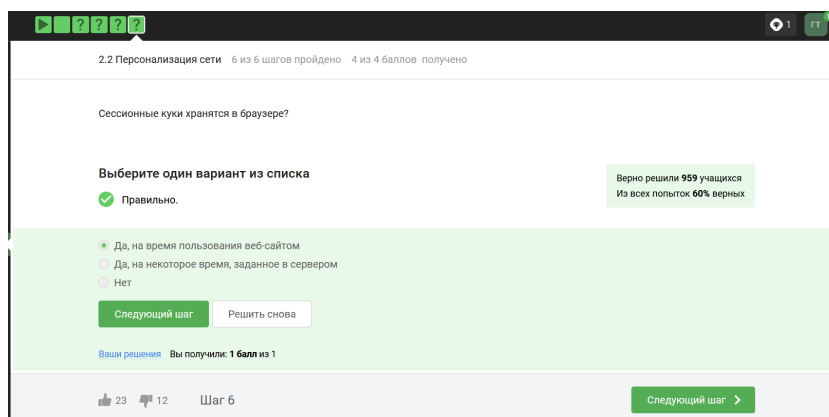 ? ? ? ?
1
ГТ
2.2 Персонализация сети 6 из 6 шагов пройдено 4 из 4 баллов получено
Сессионные куки хранятся в браузере?
Выберите один вариант из списка
Правильно.
Верно решили 959 учащихся
Из всех попыток 60% верных
Да, на время пользования веб-сайтом
Да, на некоторое время, заданное в сервером
Нет
Следующий шаг
Решить снова
Ваши решения Вы получили: 1 балл из 1
23 12 Шаг 6
Следующий шаг